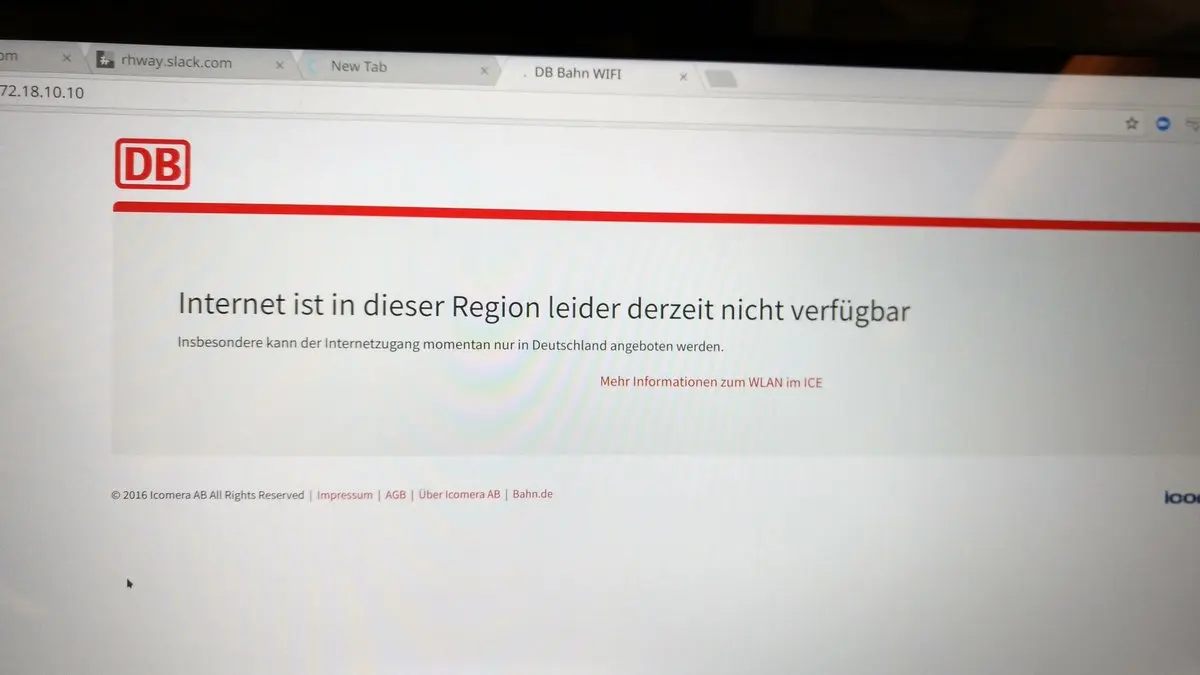 om
rhway.slack.com
New Tab
DB Bahn WIFI
72.18.10.10
DB
Internet ist in dieser Region leider derzeit nicht verfügbar
Insbesondere kann der Internetzugang momentan nur in Deutschland angeboten werden.
Mehr Informationen zum WLAN im ICE
© 2016 Icomera AB All Rights Reserved | Impressum | AGB | Über Icomera AB | Bahn.de
ico